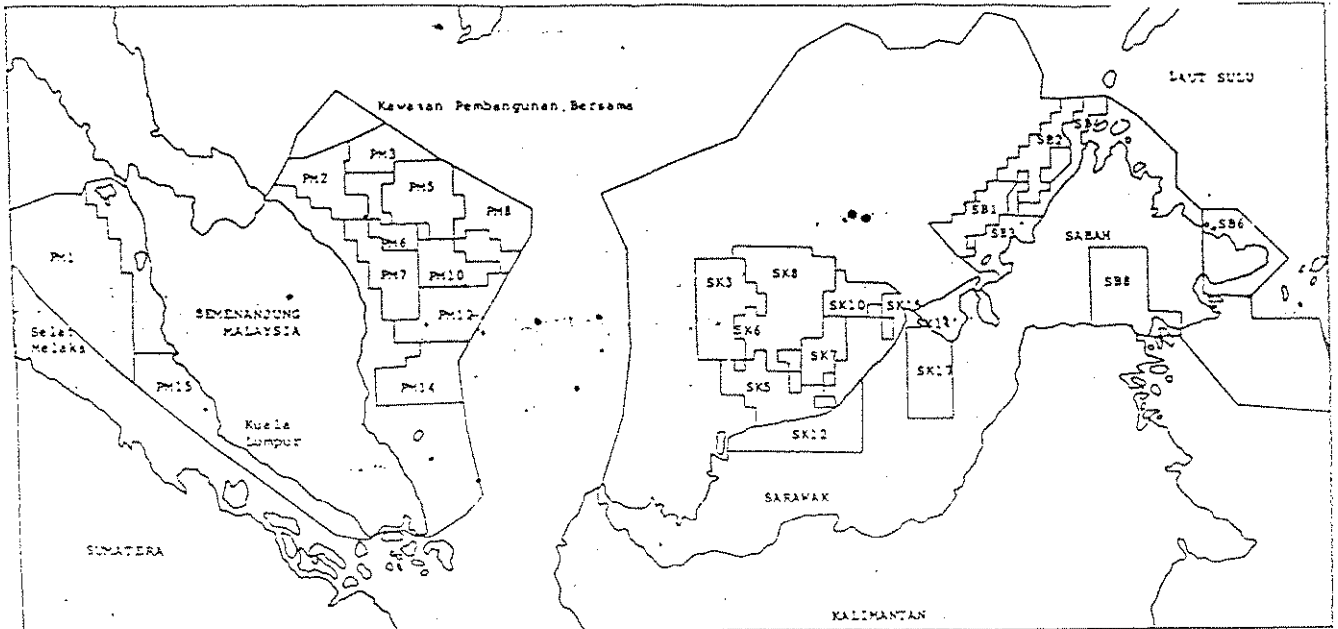 LAUT SULU
Kawasan Pembangunan Bersama
PM3
PM2
PM5
PM8
PM6
PM7
PM10
PM12
PM14
PM1
Selat
Melaka
SEMENANJUNG
MALAYSIA
PM15
Kuala
Lumpur
SUMATERA
SB2
SB1
SB3
SABAH
SB6
SB8
SK3
SK8
SK10
SK15
SK6
SK7
SK5
SK17
SK12
SARAWAK
KALIMANTAN